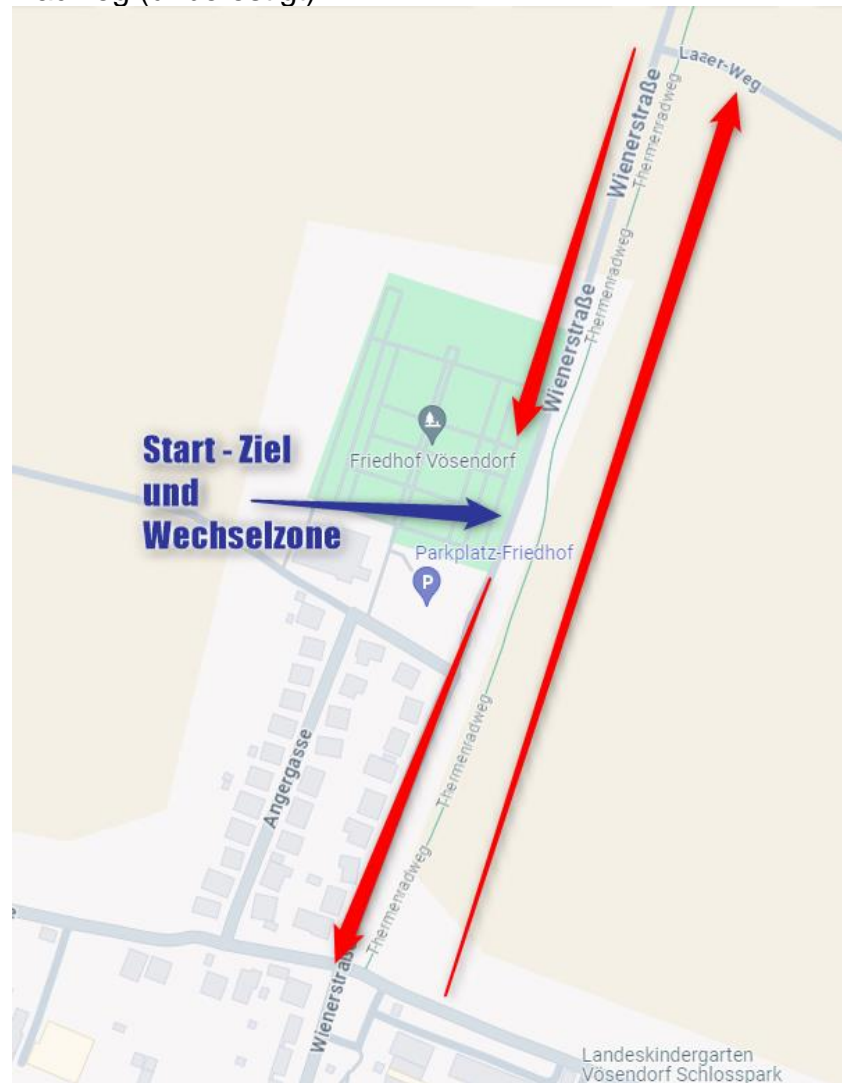 Laaer-Weg
Wienerstraße
Thermenradweg
Thermenradweg
Wienerstraße
Start - Ziel
und
Wechselzone
Friedhof Vösendorf
Parkplatz-Friedhof
P
Angergasse
Thermenradweg
Thermenradweg
Wienerstraße
Landeskindergarten
Vösendorf Schlosspark